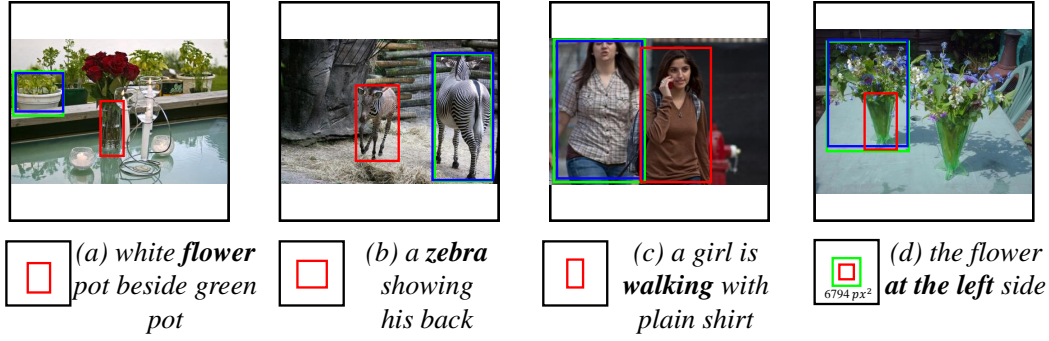 (a) white flower
pot beside green
pot
(b) a zebra
showing
his back
(c) a girl is
walking with
plain shirt
6794 px²
(d) the flower
at the left side